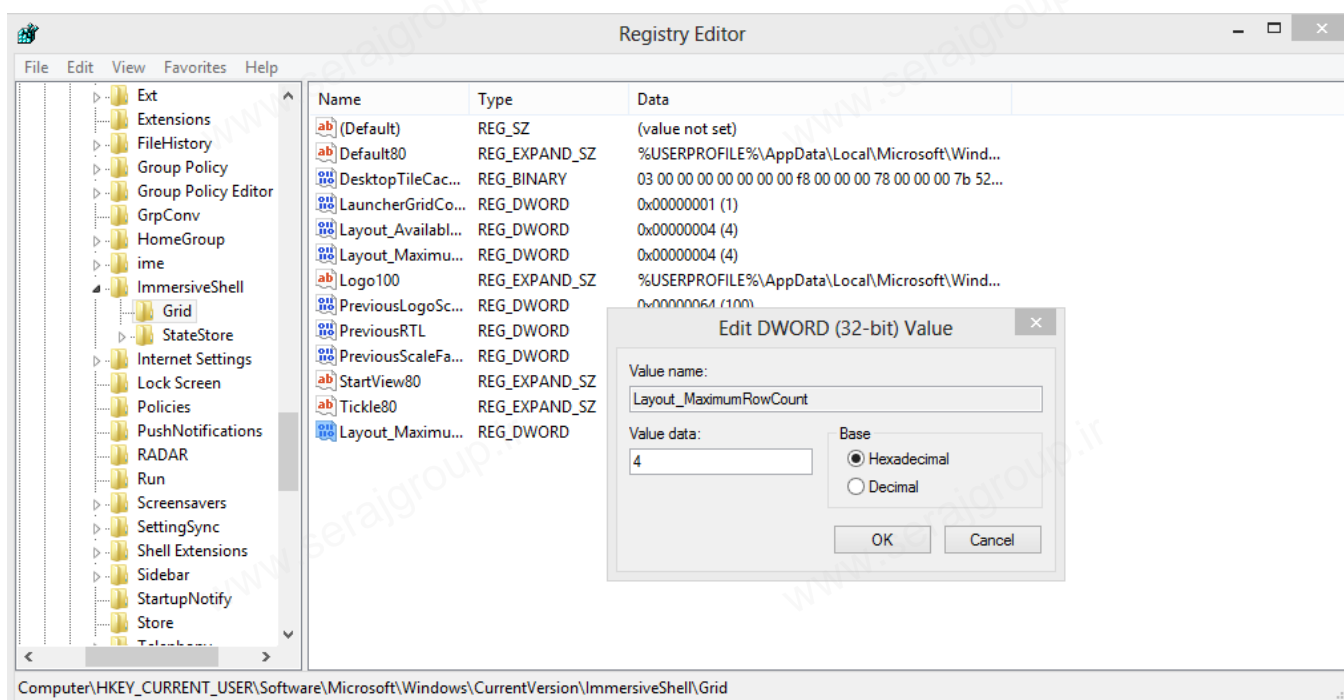 Registry Editor
File Edit View Favorites Help
Ext
Extensions
FileHistory
Group Policy
Group Policy Editor
GrpConv
HomeGroup
ime
ImmersiveShell
Grid
StateStore
Internet Settings
Lock Screen
Policies
PushNotifications
RADAR
Run
Screensavers
SettingSync
Shell Extensions
Sidebar
StartupNotify
Store
Name Type Data
(Default) REG_SZ (value not set)
Default80 REG_EXPAND_SZ %USERPROFILE%\AppData\Local\Microsoft\Wind...
DesktopTileCac... REG_BINARY 03 00 00 00 00 00 00 00 f8 00 00 00 78 00 00 00 7b 52...
LauncherGridCo... REG_DWORD 0x00000001 (1)
Layout_Availabl... REG_DWORD 0x00000004 (4)
Layout_Maximu... REG_DWORD 0x00000004 (4)
Logo100 REG_EXPAND_SZ %USERPROFILE%\AppData\Local\Microsoft\Wind...
PreviousLogoSc... REG_DWORD 0x00000064 (100)
PreviousRTL REG_DWORD
PreviousScaleFa... REG_DWORD
StartView80 REG_EXPAND_SZ
Tickle80 REG_EXPAND_SZ
Layout_Maximu... REG_DWORD
Edit DWORD (32-bit) Value
Value name:
Layout_MaximumRowCount
Value data: Base
4
Hexadecimal
Decimal
OK Cancel
Computer\HKEY_CURRENT_USER\Software\Microsoft\Windows\CurrentVersion\ImmersiveShell\Grid
www.serajgroup.ir